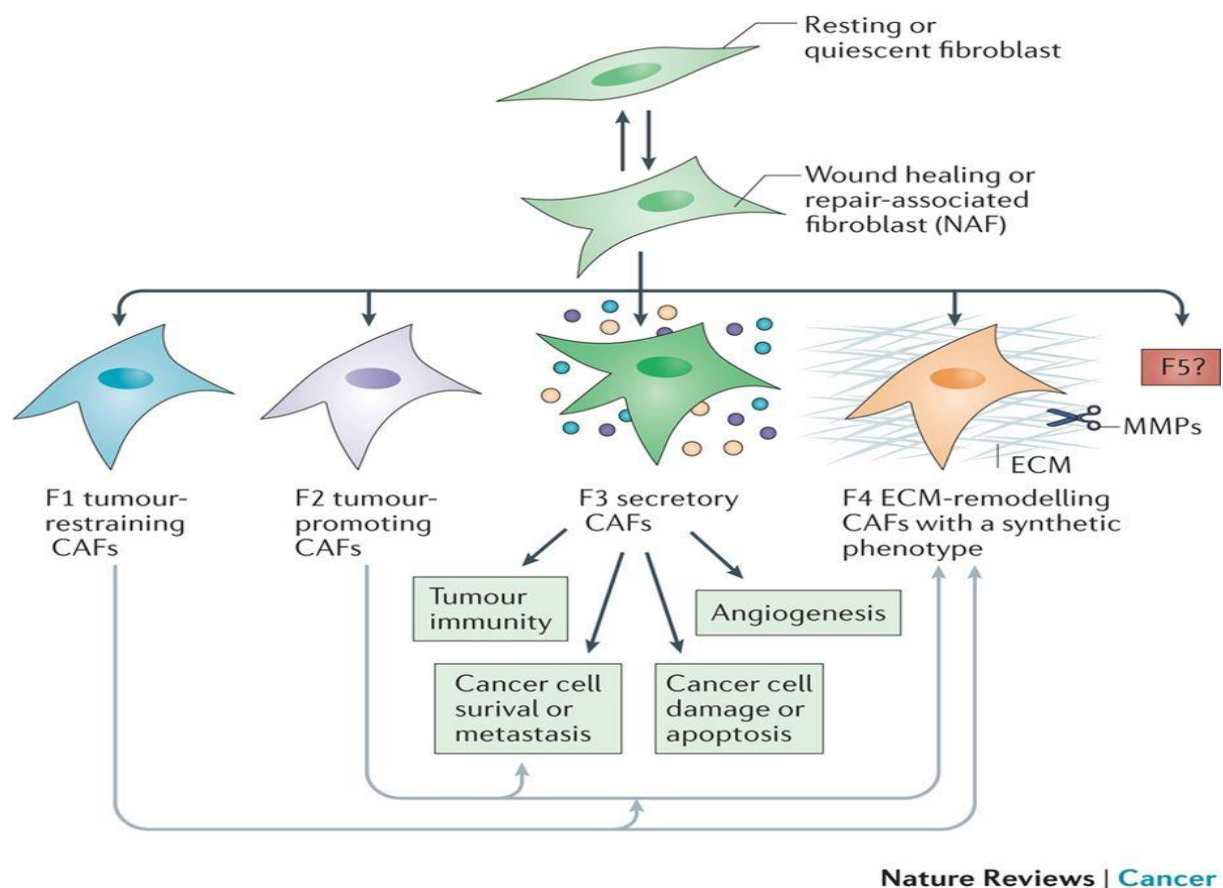 Resting or
quiescent fibroblast
Wound healing or
repair-associated
fibroblast (NAF)
F5?
MMPs
ECM
F1 tumour-
restraining
CAFs
F2 tumour-
promoting
CAFs
F3 secretory
CAFs
F4 ECM-remodelling
CAFs with a synthetic
phenotype
Tumour
immunity
Angiogenesis
Cancer cell
surival or
metastasis
Cancer cell
damage or
apoptosis
Nature Reviews | Cancer